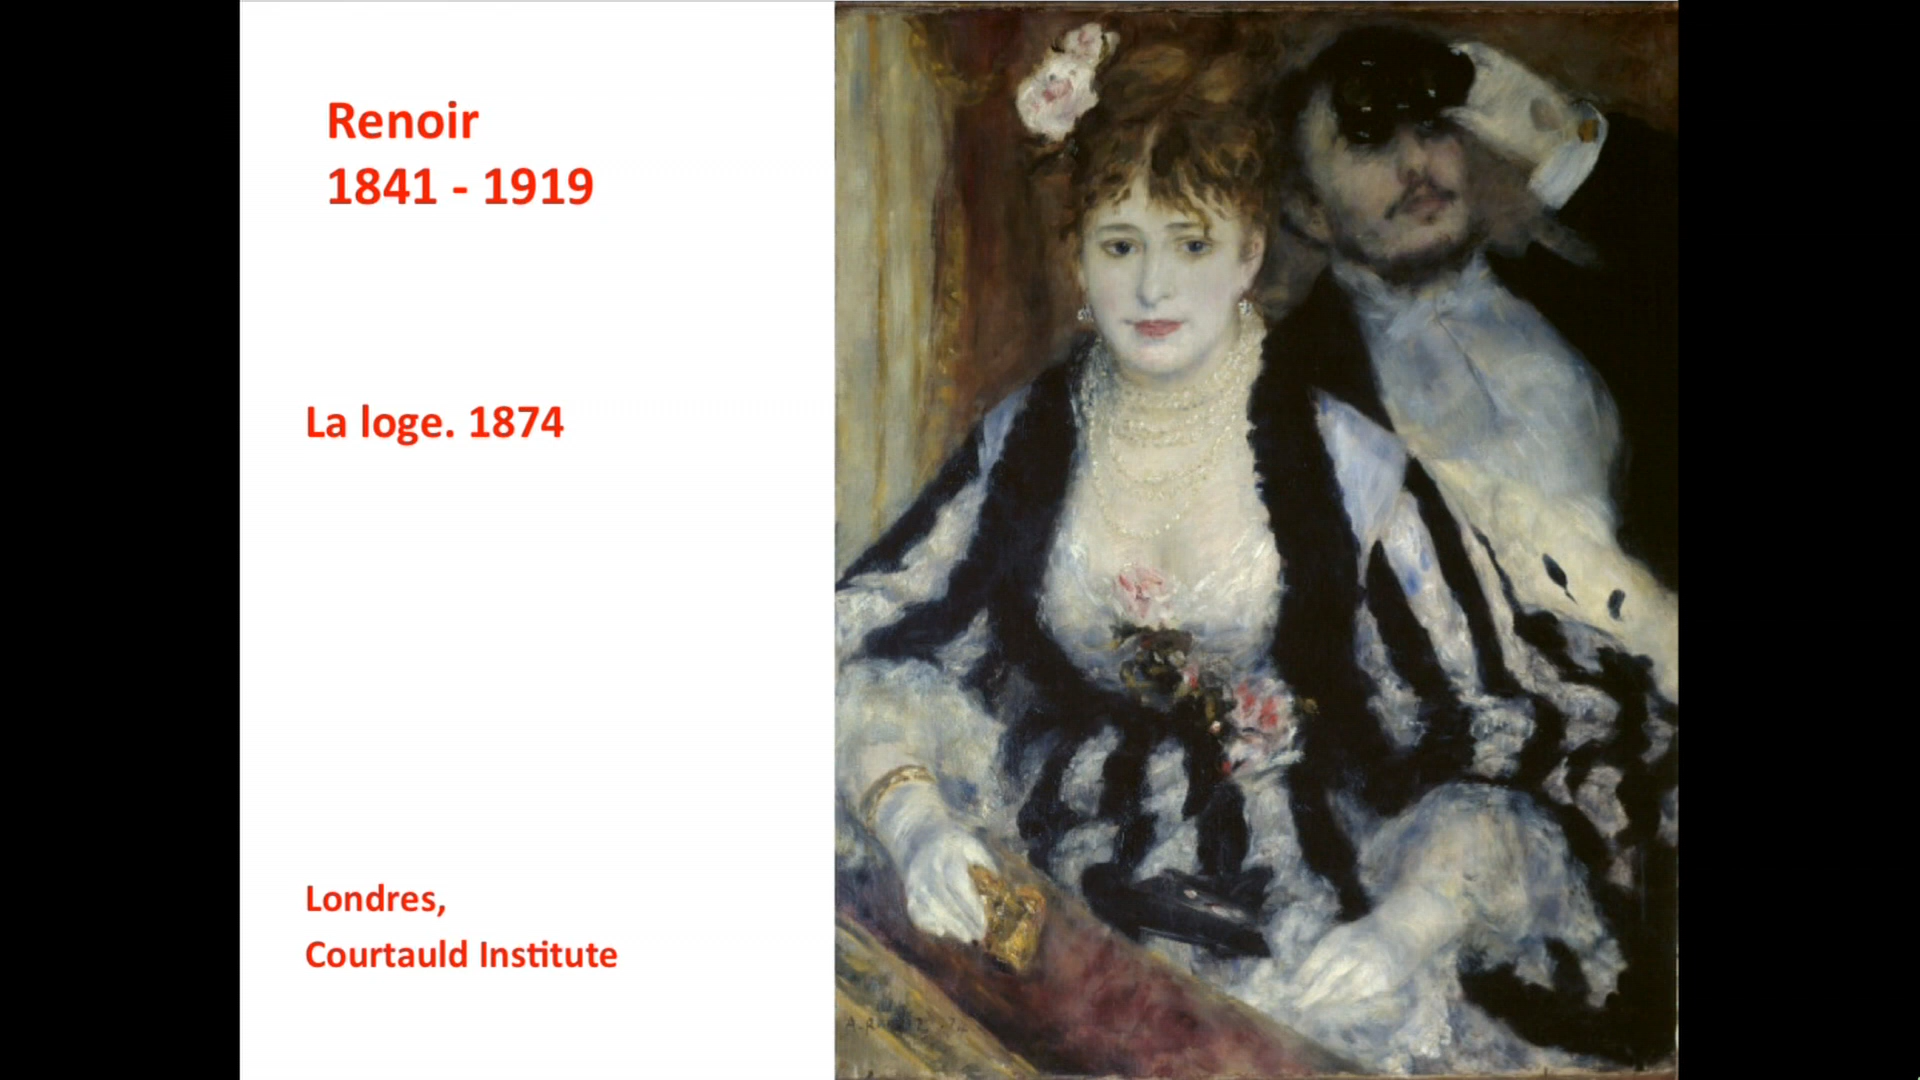 Renoir
1841 - 1919
La loge. 1874
Londres,
Courtauld Institute